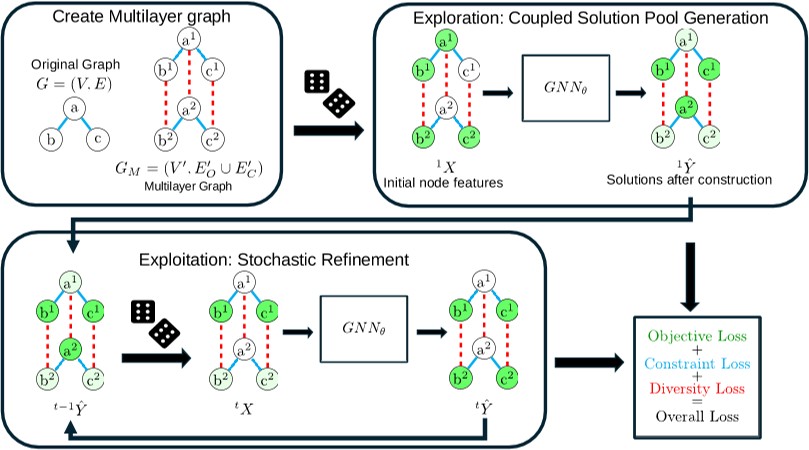 Create Multilayer graph
Original Graph
G = (V.E)
a
b
c
a¹
b¹
c¹
a²
b²
c²
G_M = (V′.E′_O ∪ E′_C)
Multilayer Graph
Exploration: Coupled Solution Pool Generation
a¹
b¹
c¹
a²
b²
c²
¹X
Initial node features
GNN_θ
a¹
b¹
c¹
a²
b²
c²
¹Ŷ
Solutions after construction
Exploitation: Stochastic Refinement
a¹
b¹
c¹
a²
b²
c²
ᵗ⁻¹Ŷ
a¹
b¹
c¹
a²
b²
c²
ᵗX
GNN_θ
a¹
b¹
c¹
a²
b²
c²
ᵗŶ
Objective Loss
+
Constraint Loss
+
Diversity Loss
=
Overall Loss